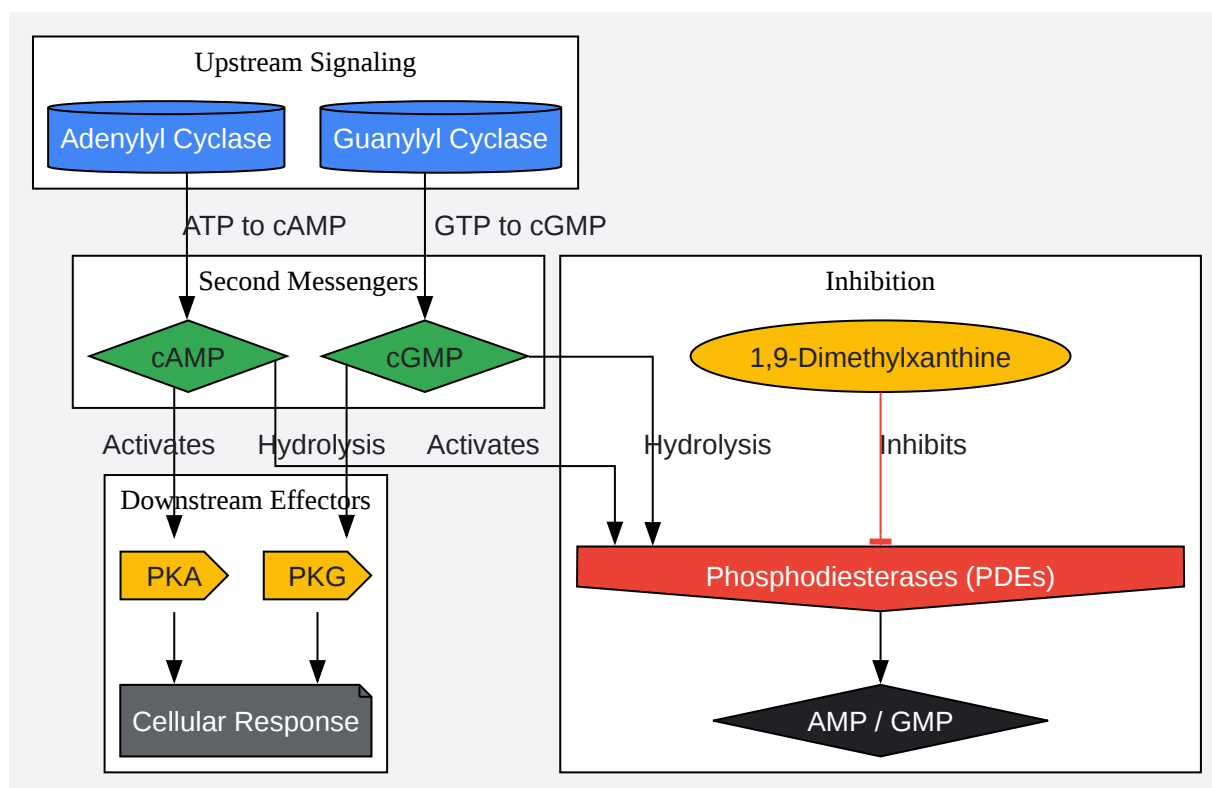 Upstream Signaling
Adenylyl Cyclase
Guanylyl Cyclase
ATP to cAMP
GTP to cGMP
Second Messengers
Inhibition
cAMP
cGMP
1,9-Dimethylxanthine
Activates
Hydrolysis
Activates
Hydrolysis
Inhibits
Downstream Effectors
PKA
PKG
Phosphodiesterases (PDEs)
Cellular Response
AMP / GMP